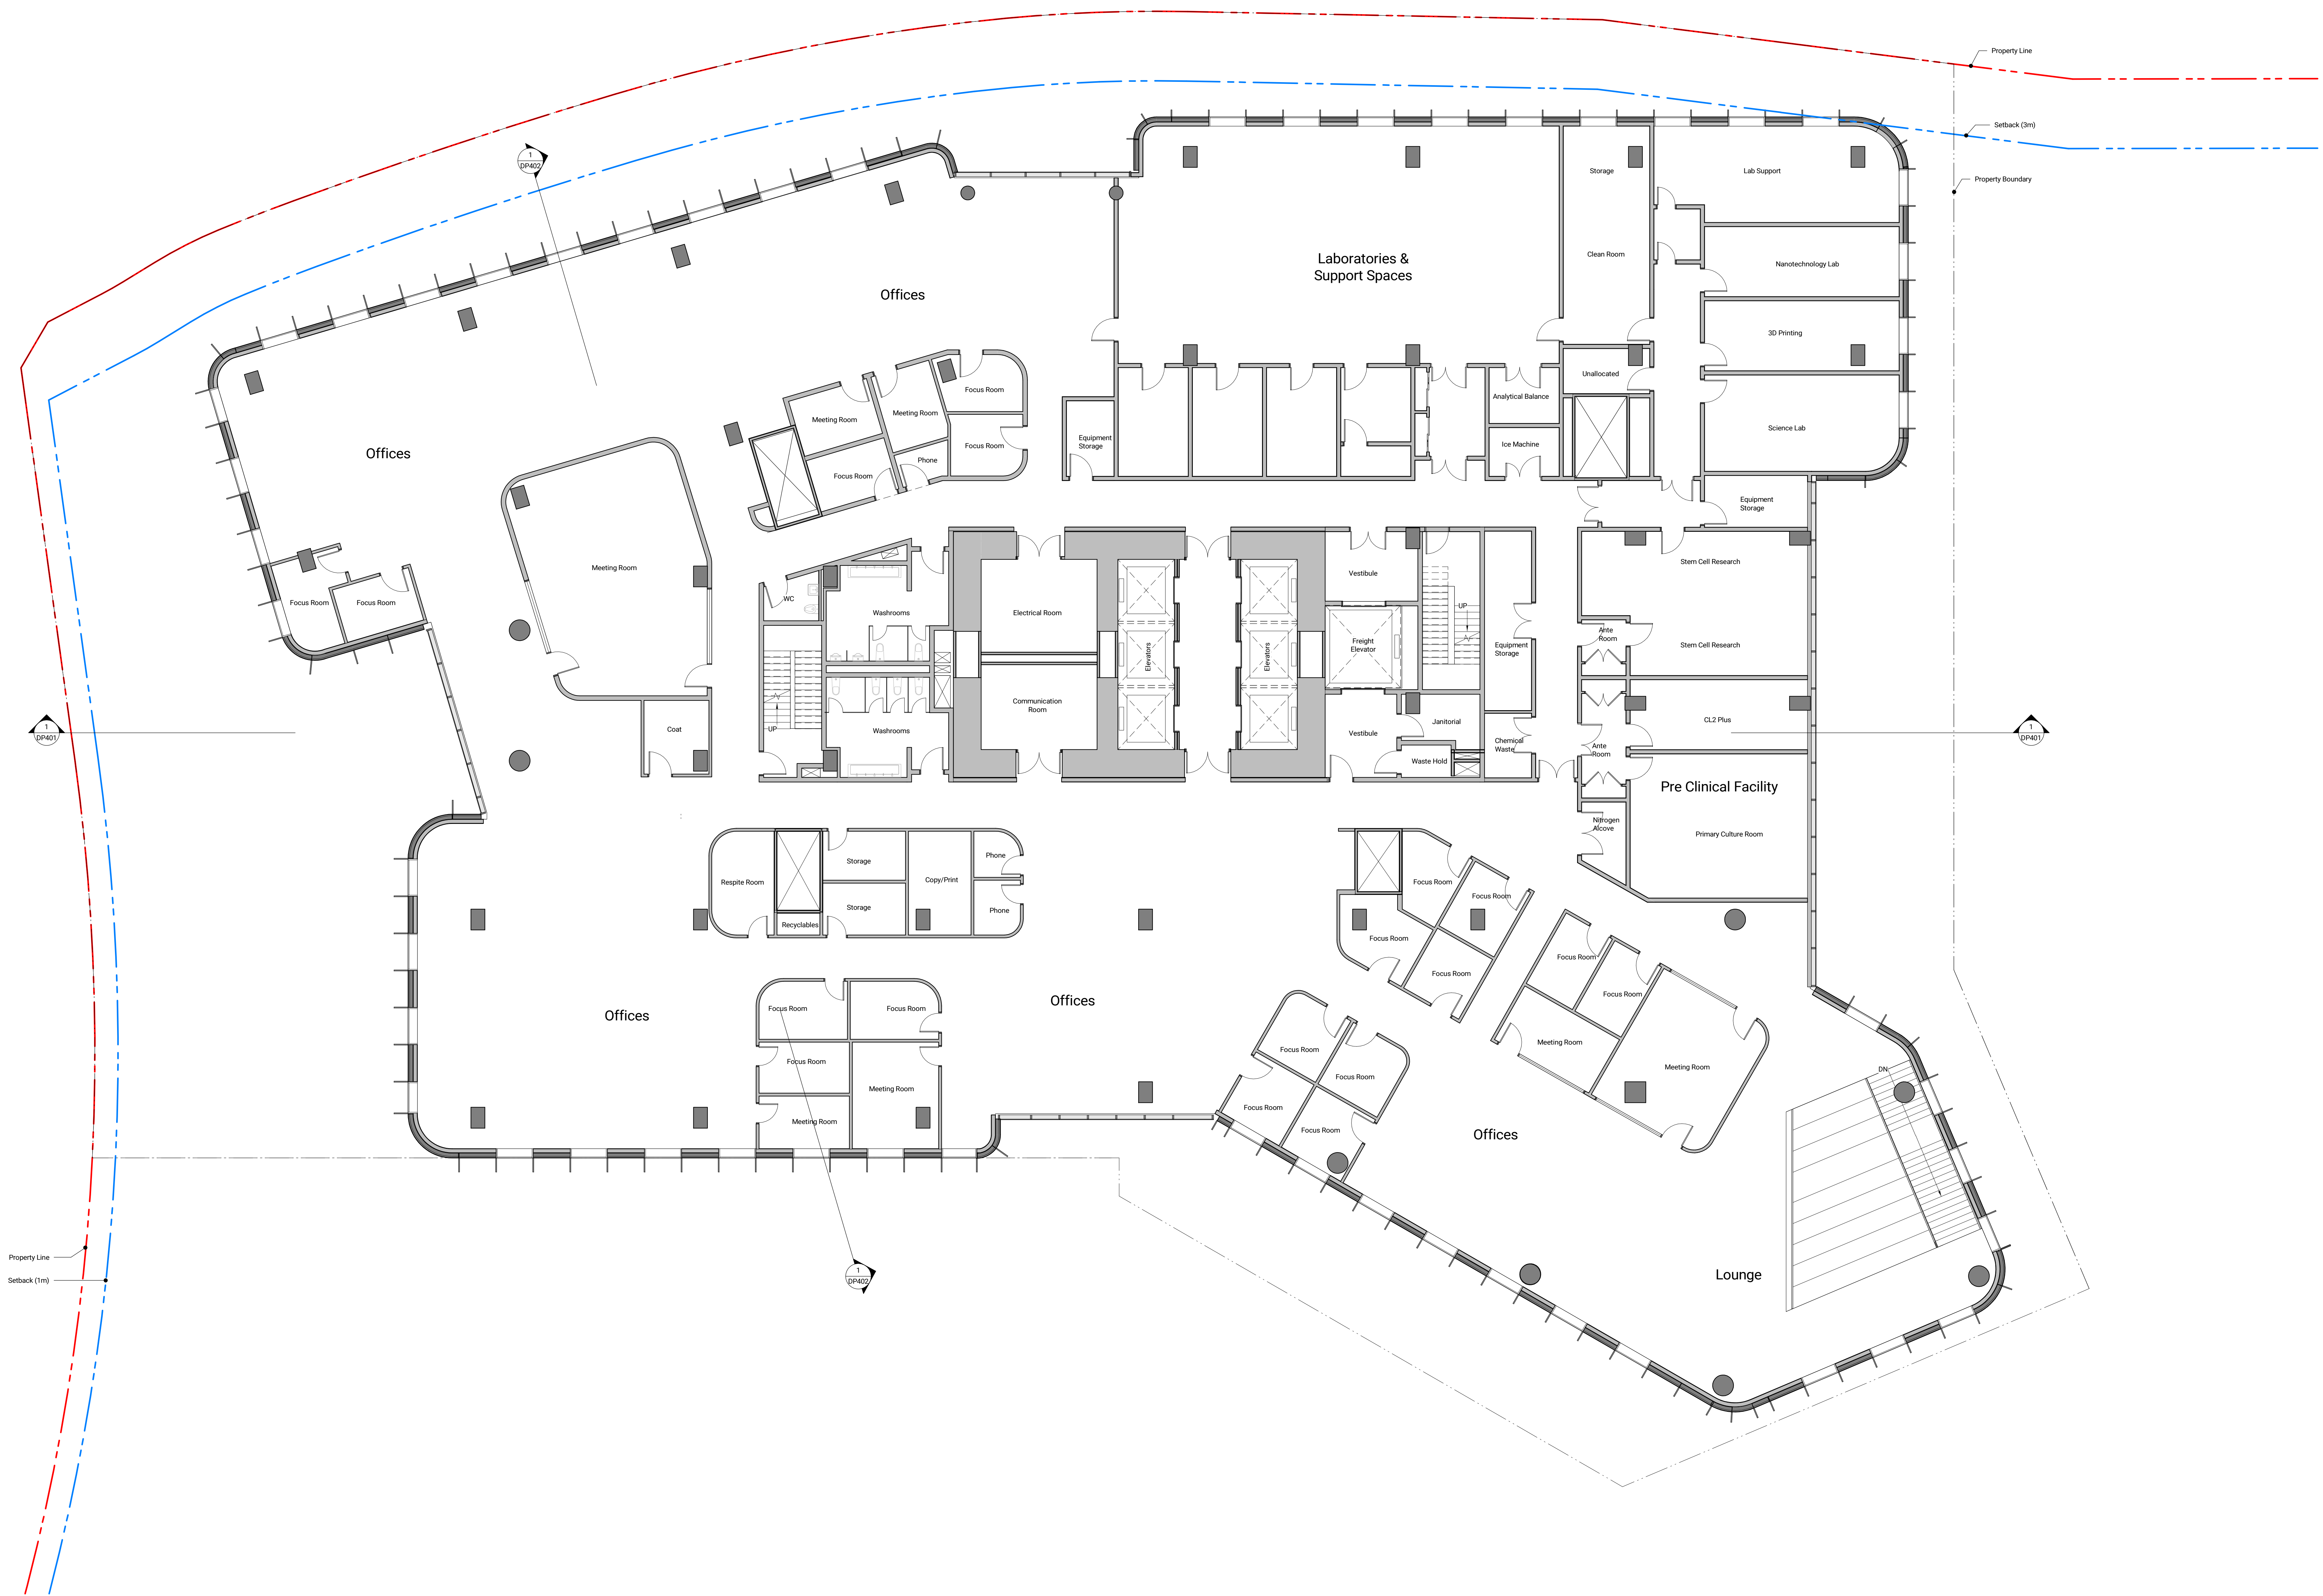 Property Line
Setback (3m)
1
DP402
Storage
Lab Support
Property Boundary
Laboratories &
Support Spaces
Clean Room
Nanotechnology Lab
Offices
3D Printing
Unallocated
Focus Room
Analytical Balance
Meeting Room
Meeting Room
Science Lab
Equipment
Storage
Ice Machine
Focus Room
Offices
Phone
Focus Room
Equipment
Storage
Meeting Room
Stem Cell Research
Vestibule
WC
Focus Room
Focus Room
Washrooms
Electrical Room
UP
Ante
Room
Freight
Elevator
Equipment
Storage
Stem Cell Research
Elevators
Elevators
Communication
Room
CL2 Plus
Janitorial
1
DP401
Coat
UP
Washrooms
Vestibule
Chemical
Waste
Ante
Room
1
DP401
Waste Hold
Pre Clinical Facility
Nitrogen
Alcove
Primary Culture Room
Storage
Phone
Respite Room
Copy/Print
Focus Room
Focus Room
Storage
Phone
Recyclables
Focus Room
Focus Room
Focus Room
Focus Room
Offices
Focus Room
Focus Room
Offices
Meeting Room
Focus Room
Focus Room
Focus Room
Meeting Room
DN
Meeting Room
Focus Room
Meeting Room
Focus Room
Offices
Property Line
Lounge
Setback (1m)
1
DP402